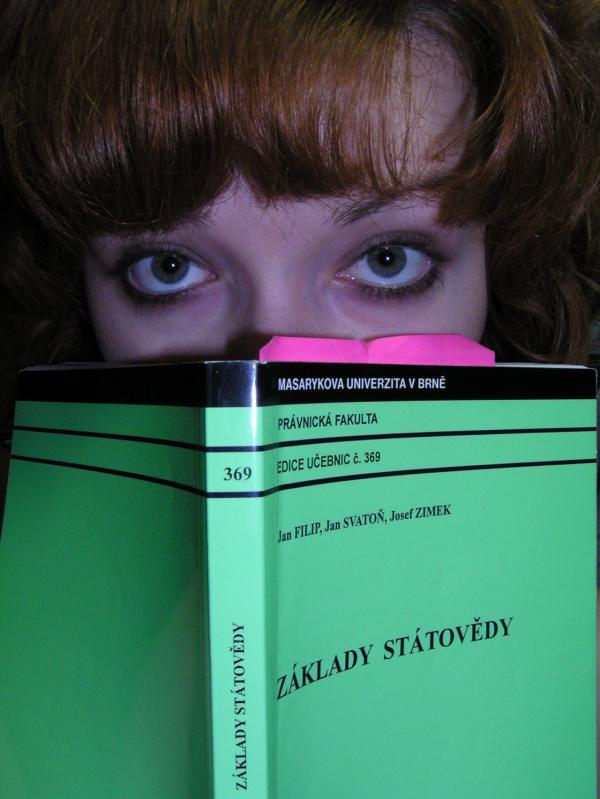 MASARYKOVA UNIVERZITA V BRNĚ
PRÁVNICKÁ FAKULTA
EDICE UČEBNIC č. 369
369
Jan FILIP, Jan SVATOŇ, Josef ZIMEK
ZÁKLADY STÁTOVĚDY
ZÁKLADY STÁTOVĚDY